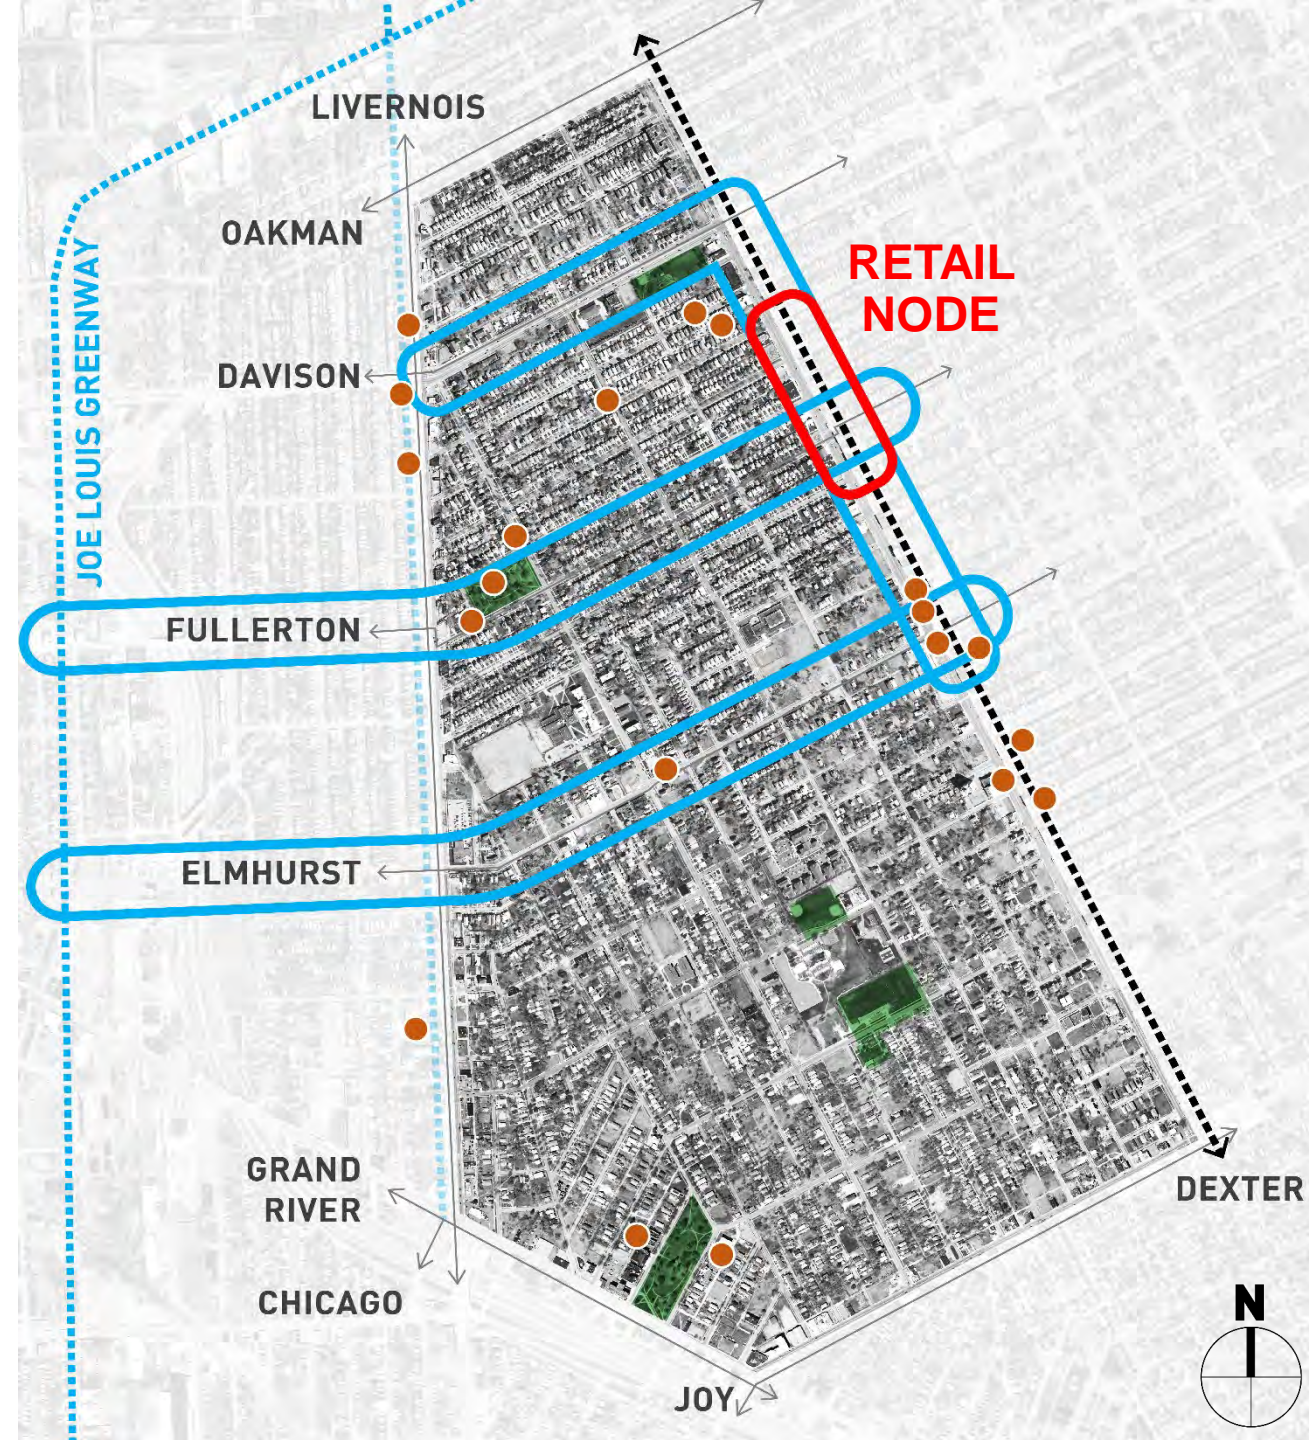 LIVERNOIS
OAKMAN
JOE LOUIS GREENWAY
RETAIL
NODE
DAVISON
FULLERTON
ELMHURST
GRAND
RIVER
DEXTER
CHICAGO
N
JOY